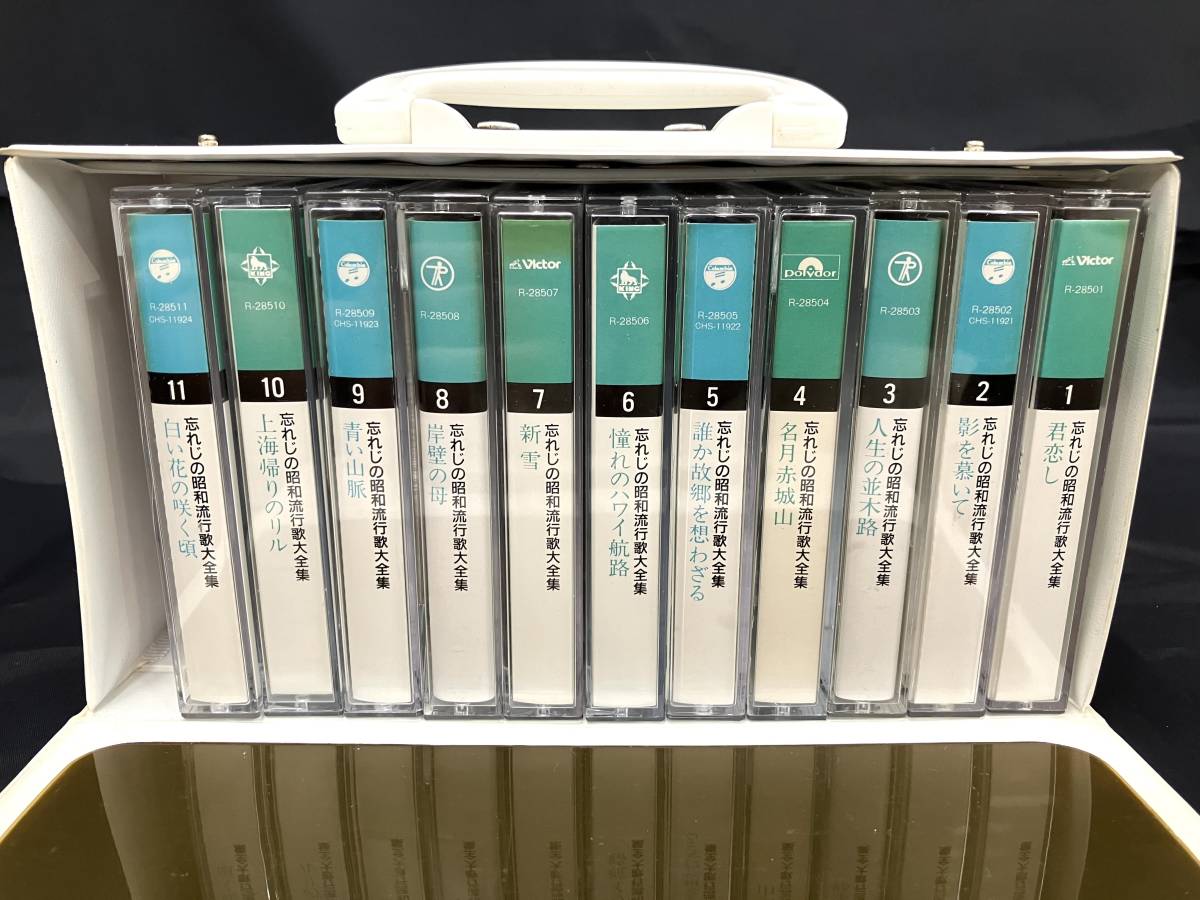 Columbia
R-28511
CHS-11924
11
忘れじの昭和流行歌大全集
白い花の咲く頃
KING
R-28510
10
忘れじの昭和流行歌大全集
上海帰りのリル
Columbia
R-28509
CHS-11923
9
忘れじの昭和流行歌大全集
青い山脈
R-28508
8
忘れじの昭和流行歌大全集
岸壁の母
Victor
R-28507
7
忘れじの昭和流行歌大全集
新雪
KING
R-28506
6
忘れじの昭和流行歌大全集
憧れのハワイ航路
Columbia
R-28505
CHS-11922
5
忘れじの昭和流行歌大全集
誰か故郷を想わざる
polydor
R-28504
4
忘れじの昭和流行歌大全集
名月赤城山
R-28503
3
忘れじの昭和流行歌大全集
人生の並木路
Columbia
R-28502
CHS-11921
2
忘れじの昭和流行歌大全集
影を慕いて
Victor
R-28501
1
忘れじの昭和流行歌大全集
君恋し